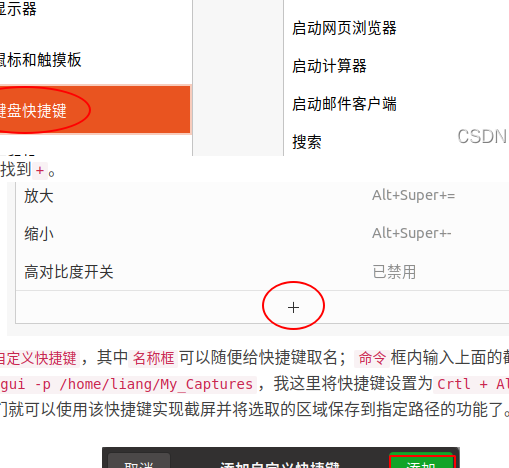 显示器
启动网页浏览器
鼠标和触摸板
启动计算器
键盘快捷键
启动邮件客户端
搜索
CSDN
找到 + 。
放大 Alt+Super+=
缩小 Alt+Super+-
高对比度开关 已禁用
+
自定义快捷键 ，其中 名称框 可以随便给快捷键取名； 命令 框内输入上面的截
gui -p /home/liang/My_Captures ，我这里将快捷键设置为 Crtl + Al
们就可以使用该快捷键实现截屏并将选取的区域保存到指定路径的功能了。
取消 添加自定义快捷键 添加